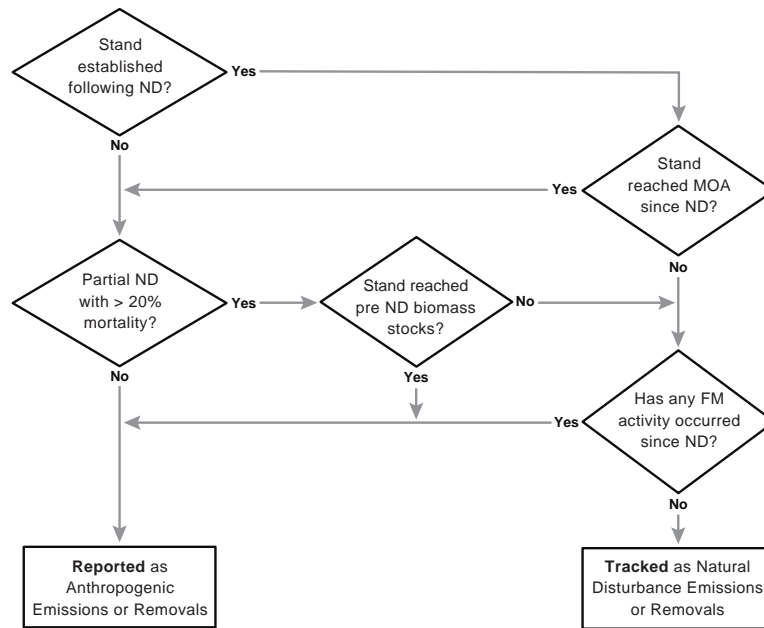 Stand
established
following ND?
Yes
No
Stand
reached MOA
since ND?
Yes
No
Partial ND
with > 20%
mortality?
Yes
No
Stand reached
pre ND biomass
stocks?
No
Yes
Has any FM
activity occurred
since ND?
Yes
No
Reported as
Anthropogenic
Emissions or Removals
Tracked as Natural
Disturbance Emissions
or Removals